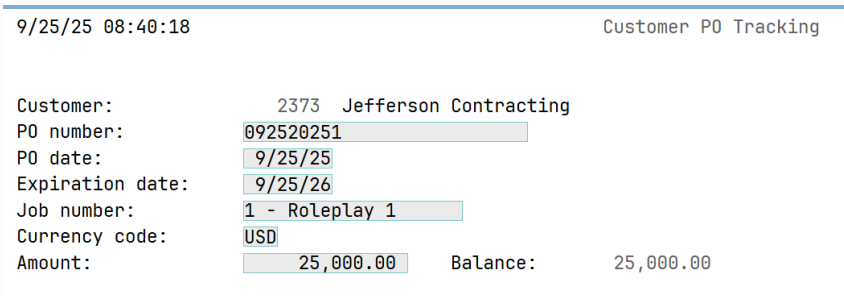 9/25/25 08:40:18 Customer PO Tracking
Customer: 2373 Jefferson Contracting
PO number: 092520251
PO date: 9/25/25
Expiration date: 9/25/26
Job number: 1 - Roleplay 1
Currency code: USD
Amount: 25,000.00 Balance: 25,000.00